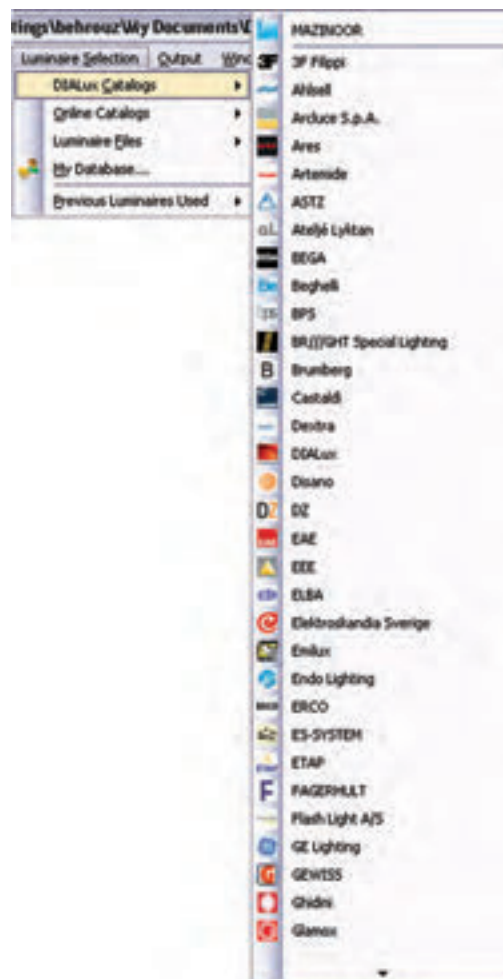 tings\behrouz\My Documents\D
Luminaire Selection Output Wind
DIALux Catalogs
Online Catalogs
Luminaire Files
My Database...
Previous Luminaires Used
MAZINOOR
3F Filippi
Ahlsell
Arcluce S.p.A.
Ares
Artemide
ASTZ
Ateljé Lyktan
BEGA
Beghelli
BPS
BR///GHT Special Lighting
Brumberg
Castaldi
Dextra
DIALux
Disano
DZ
EAE
EEE
ELBA
Elektroskandia Sverige
Emilux
Endo Lighting
ERCO
ES-SYSTEM
ETAP
FAGERHULT
Flash Light A/S
GE Lighting
GEWISS
Ghidini
Glamox